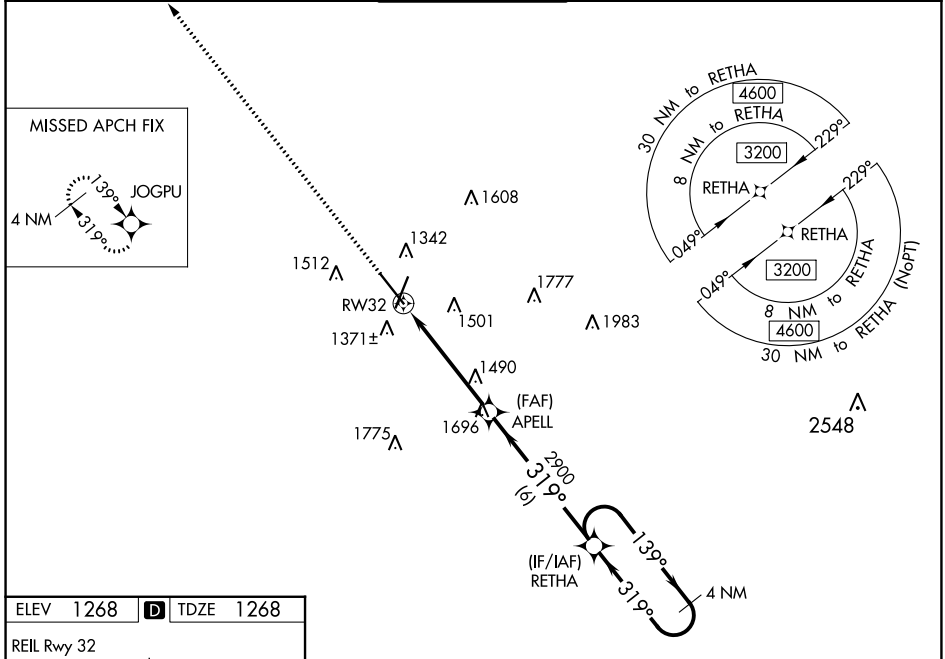 MISSED APCH FIX
139°
JOGPU
4 NM
319°
30 NM to RETHA
4600
8 NM to RETHA
3200
229°
RETHA
049°
229°
RETHA
049°
3200
8 NM to RETHA
4600
30 NM to RETHA (NoPT)
1608
1342
1512
1777
RW32
1501
1983
1371±
1490
(FAF)
APELL
1696
1775
2548
2900
319°
(6)
139°
(IF/IAF)
RETHA
319°
4 NM
ELEV 1268 D TDZE 1268
REIL Rwy 32